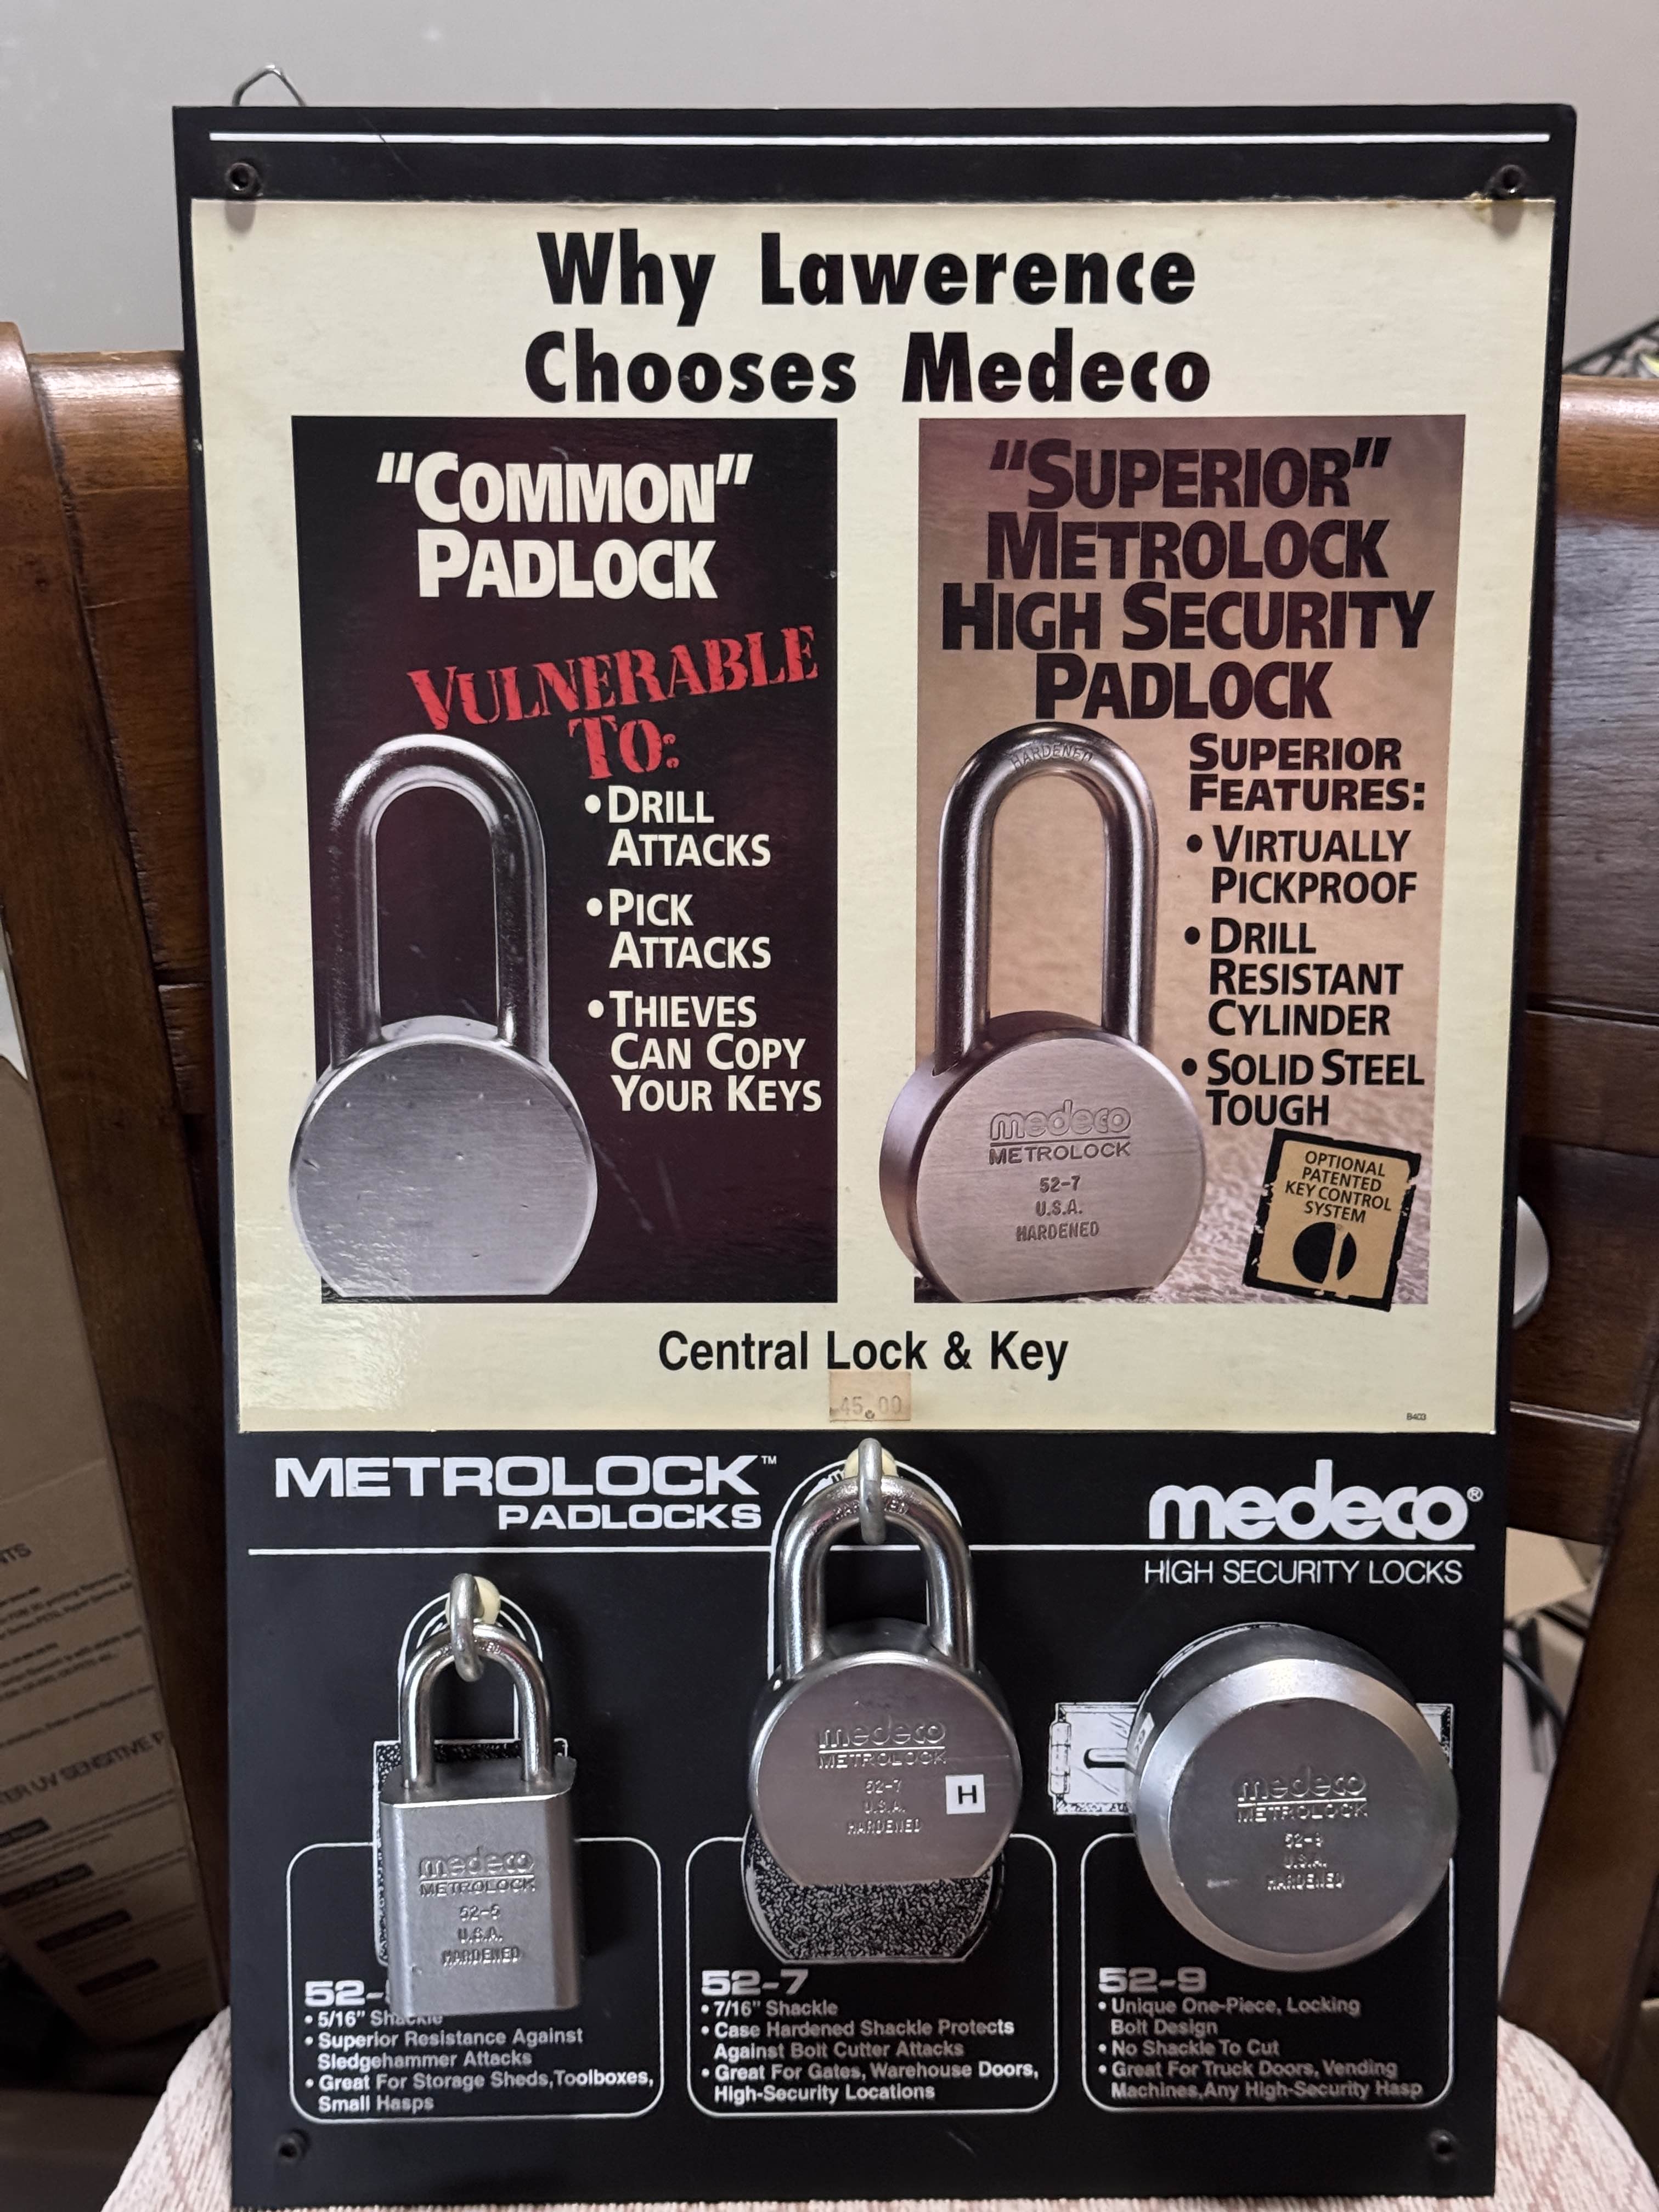 Why Lawerence
Chooses Medeco
"COMMON"
PADLOCK
VULNERABLE
TO:
•DRILL
ATTACKS
•PICK
ATTACKS
•THIEVES
CAN COPY
YOUR KEYS
"SUPERIOR"
METROLOCK
HIGH SECURITY
PADLOCK
HARDENED
SUPERIOR
FEATURES:
•VIRTUALLY
PICKPROOF
•DRILL
RESISTANT
CYLINDER
•SOLID STEEL
TOUGH
medeco
METROLOCK
52-7
U.S.A.
HARDENED
OPTIONAL
PATENTED
KEY CONTROL
SYSTEM
Central Lock & Key
45.00
B403
METROLOCK™
PADLOCKS
medeco®
HIGH SECURITY LOCKS
medeco
METROLOCK
52-5
U.S.A.
HARDENED
52-
• 5/16" Shackle
• Superior Resistance Against
Sledgehammer Attacks
• Great For Storage Sheds,Toolboxes,
Small Hasps
medeco
METROLOCK
52-7
U.S.A.
HARDENED
H
52-7
• 7/16" Shackle
• Case Hardened Shackle Protects
Against Bolt Cutter Attacks
• Great For Gates, Warehouse Doors,
High-Security Locations
medeco
METROLOCK
52-9
U.S.A.
HARDENED
52-9
• Unique One-Piece, Locking
Bolt Design
• No Shackle To Cut
• Great For Truck Doors, Vending
Machines,Any High-Security Hasp